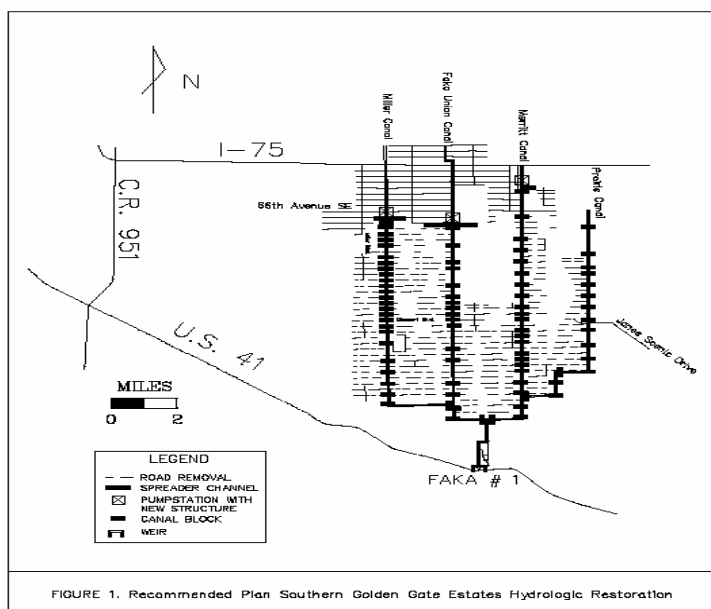 N
Miller Canal
Faka Union Canal
Merritt Canal
Prairie Canal
I-75
C.R. 951
66th Avenue SE
U.S. 41
Janes Scenic Drive
MILES
0 2
FAKA # 1
LEGEND
ROAD REMOVAL
SPREADER CHANNEL
PUMPSTATION WITH
NEW STRUCTURE
CANAL BLOCK
WEIR
FIGURE 1. Recommended Plan Southern Golden Gate Estates Hydrologic Restoration